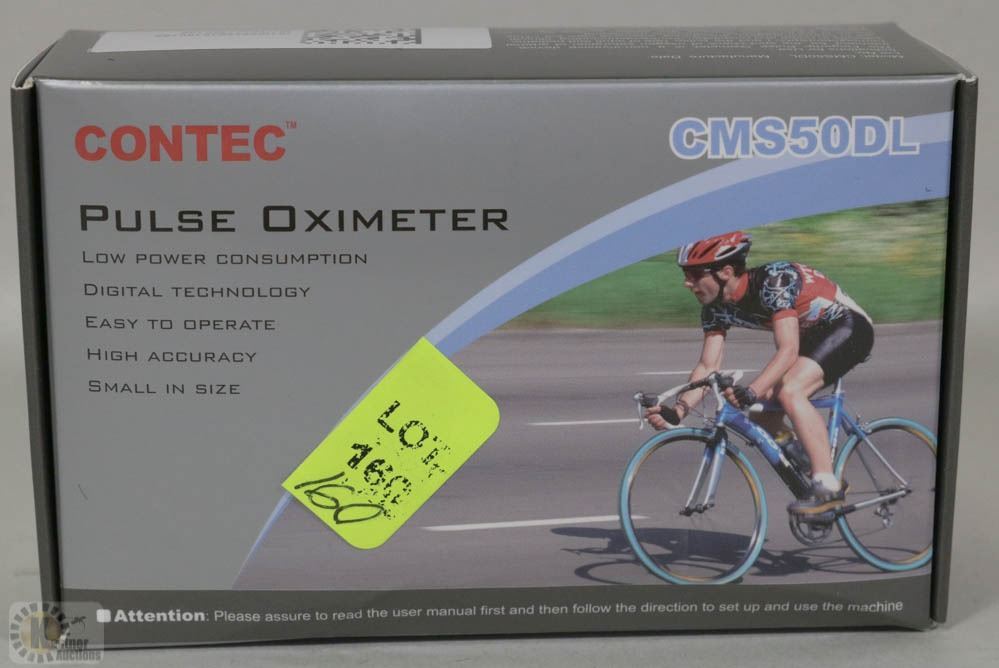 CONTEC™
CMS50DL
PULSE OXIMETER
LOW POWER CONSUMPTION
DIGITAL TECHNOLOGY
EASY TO OPERATE
HIGH ACCURACY
SMALL IN SIZE
LOT
160
160
Attention: Please assure to read the user manual first and then follow the direction to set up and use the machine
Kastner
Auctions